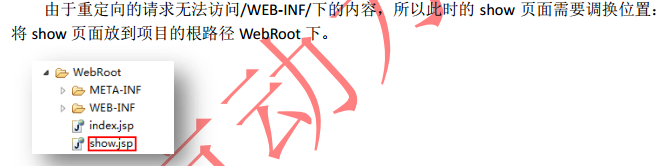 由于重定向的请求无法访问/WEB-INF/下的内容，所以此时的 show 页面需要调换位置：
将 show 页面放到项目的根路径 WebRoot 下。
WebRoot
META-INF
WEB-INF
index.jsp
show.jsp
动